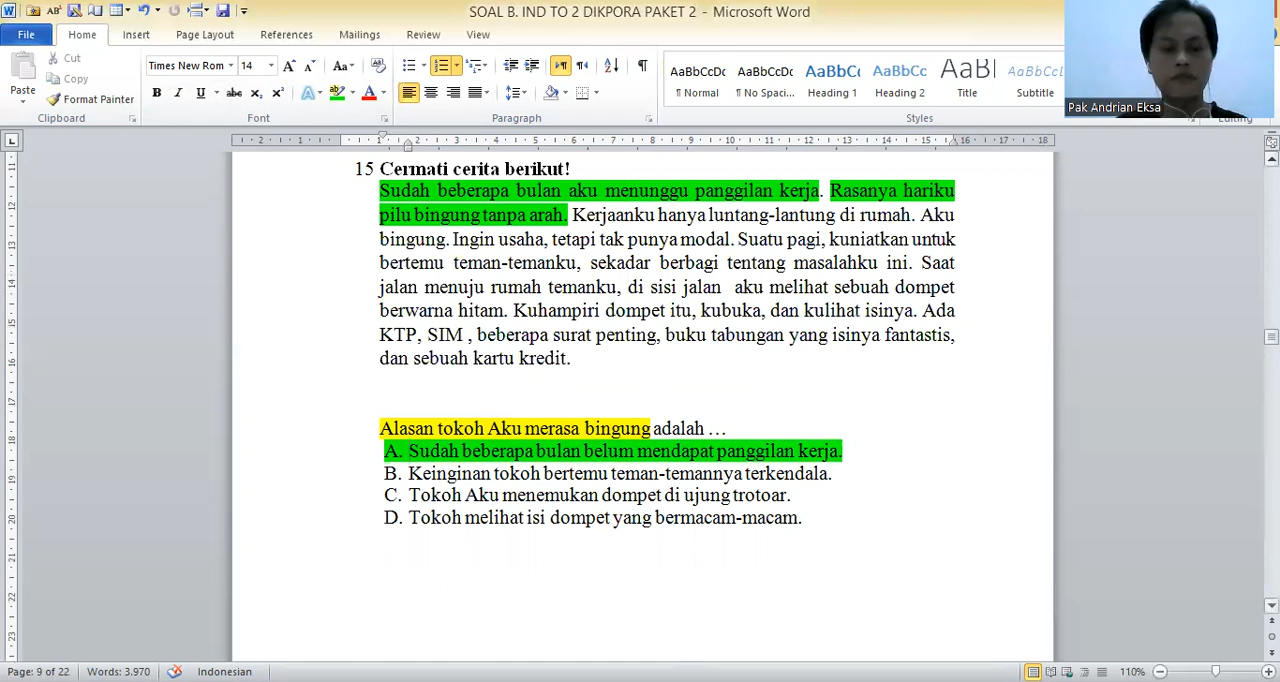 SOAL B. IND TO 2 DIKPORA PAKET 2 - Microsoft Word
File Home Insert Page Layout References Mailings Review View
Cut
Copy
Paste
Format Painter
Clipboard
Times New Rom 14
Font
Paragraph
AaBbCcDc AaBbCcDc AaBbCc AaBbCc AaBl AaBbCcL
¶ Normal ¶ No Spaci... Heading 1 Heading 2 Title Subtitle
Styles
Editing
Pak Andrian Eksa
15 Cermati cerita berikut!
Sudah beberapa bulan aku menunggu panggilan kerja. Rasanya hariku
pilu bingung tanpa arah. Kerjaanku hanya luntang-lantung di rumah. Aku
bingung. Ingin usaha, tetapi tak punya modal. Suatu pagi, kuniatkan untuk
bertemu teman-temanku, sekadar berbagi tentang masalahku ini. Saat
jalan menuju rumah temanku, di sisi jalan aku melihat sebuah dompet
berwarna hitam. Kuhampiri dompet itu, kubuka, dan kulihat isinya. Ada
KTP, SIM , beberapa surat penting, buku tabungan yang isinya fantastis,
dan sebuah kartu kredit.
Alasan tokoh Aku merasa bingung adalah …
A. Sudah beberapa bulan belum mendapat panggilan kerja.
B. Keinginan tokoh bertemu teman-temannya terkendala.
C. Tokoh Aku menemukan dompet di ujung trotoar.
D. Tokoh melihat isi dompet yang bermacam-macam.
Page: 9 of 22 Words: 3.970 Indonesian 110%